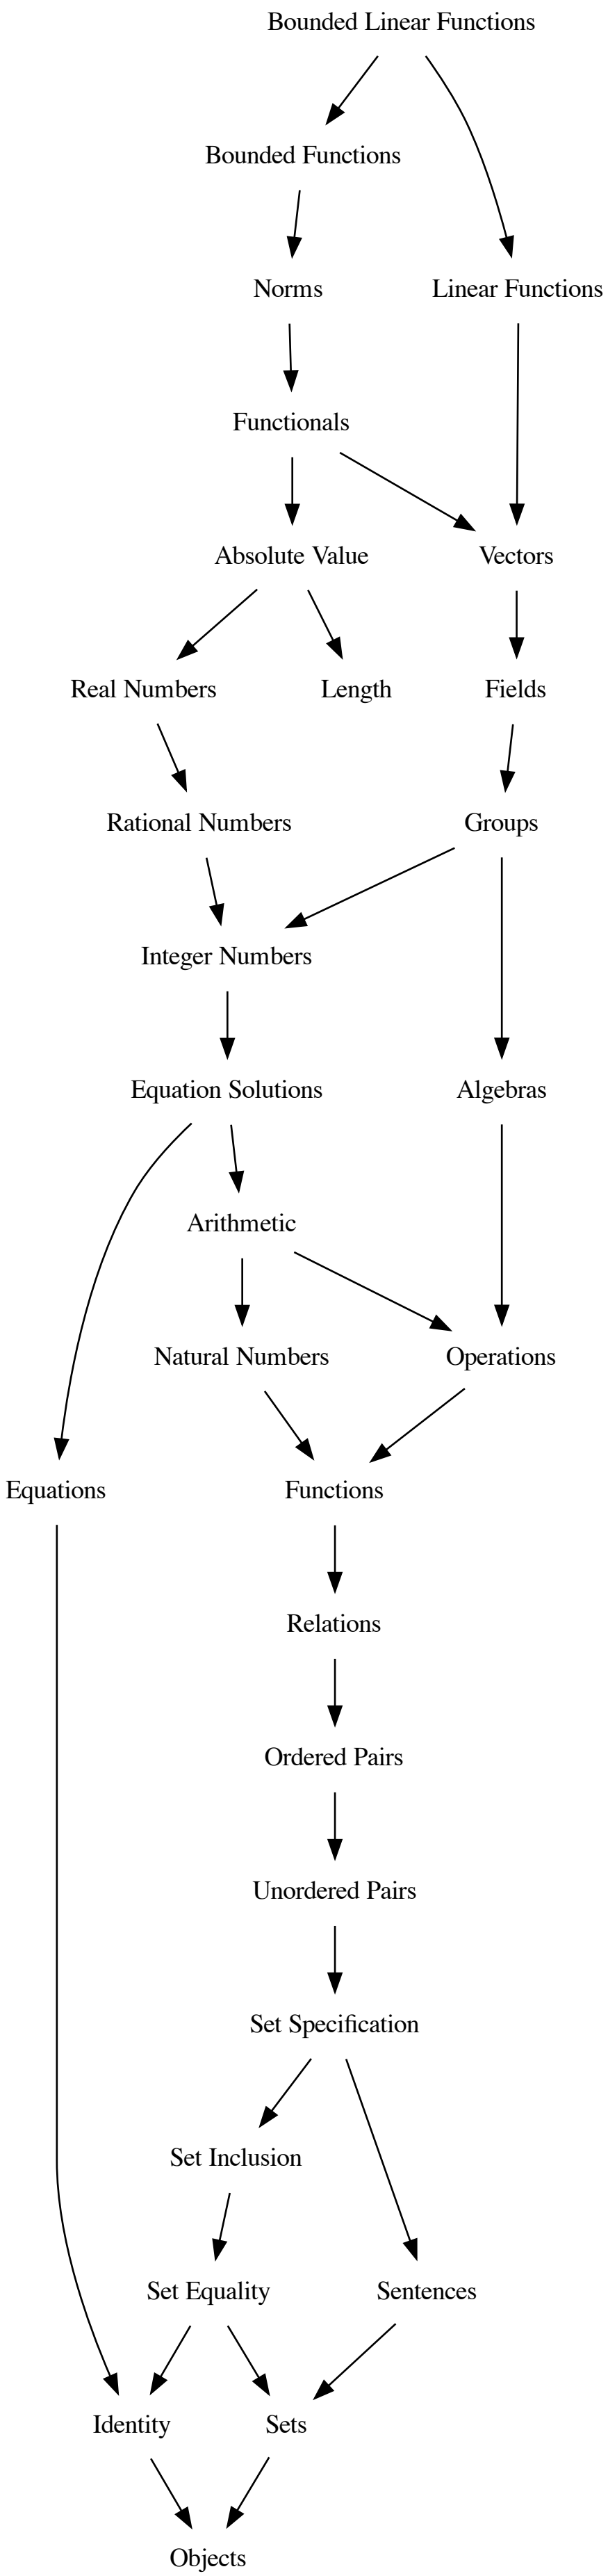 Bounded Linear Functions
Bounded Functions
Norms
Linear Functions
Functionals
Absolute Value
Vectors
Real Numbers
Length
Fields
Rational Numbers
Groups
Integer Numbers
Equation Solutions
Algebras
Arithmetic
Natural Numbers
Operations
Equations
Functions
Relations
Ordered Pairs
Unordered Pairs
Set Specification
Set Inclusion
Set Equality
Sentences
Identity
Sets
Objects